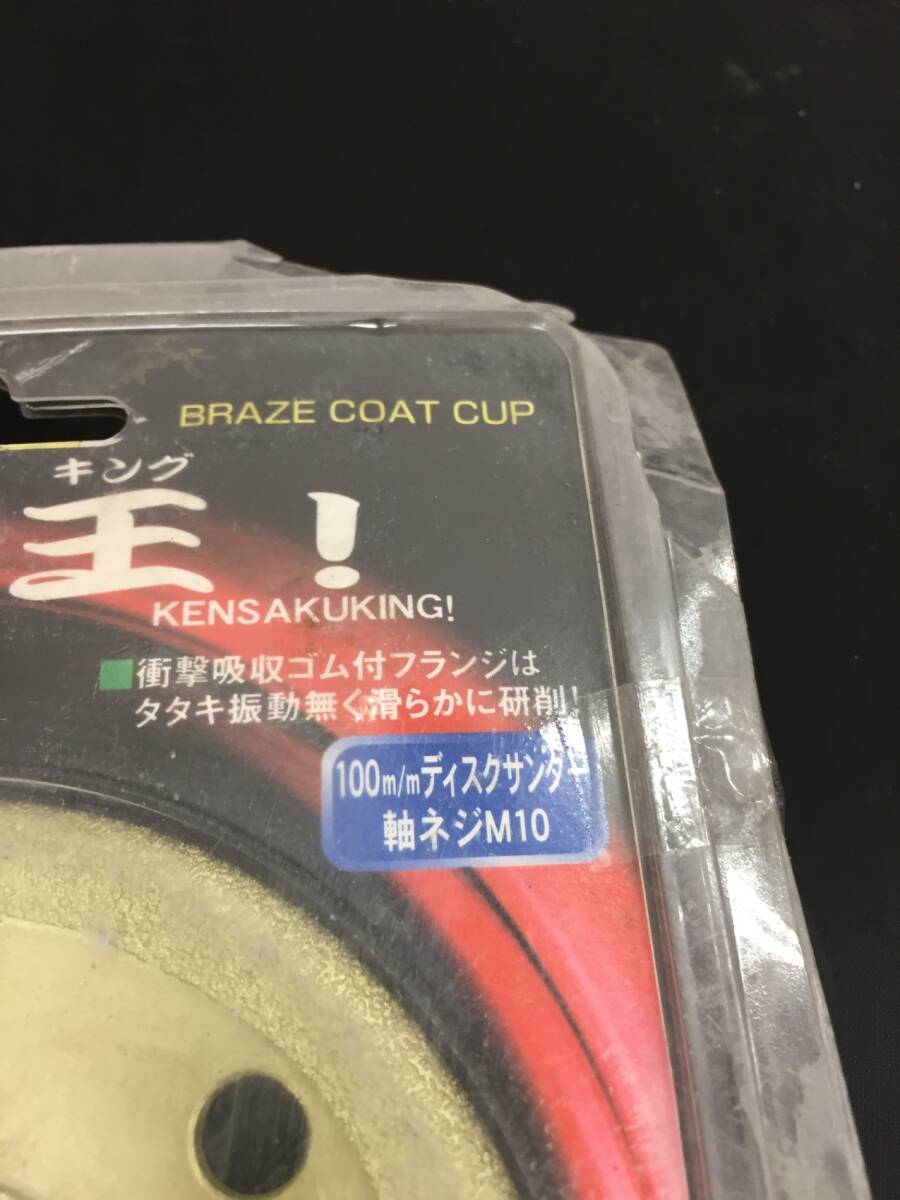 BRAZE COAT CUP
キング
王!
KENSAKUKING!
■衝撃吸収ゴム付フランジは
タタキ振動無く滑らかに研削!
100m/mディスクサンダー
軸ネジM10